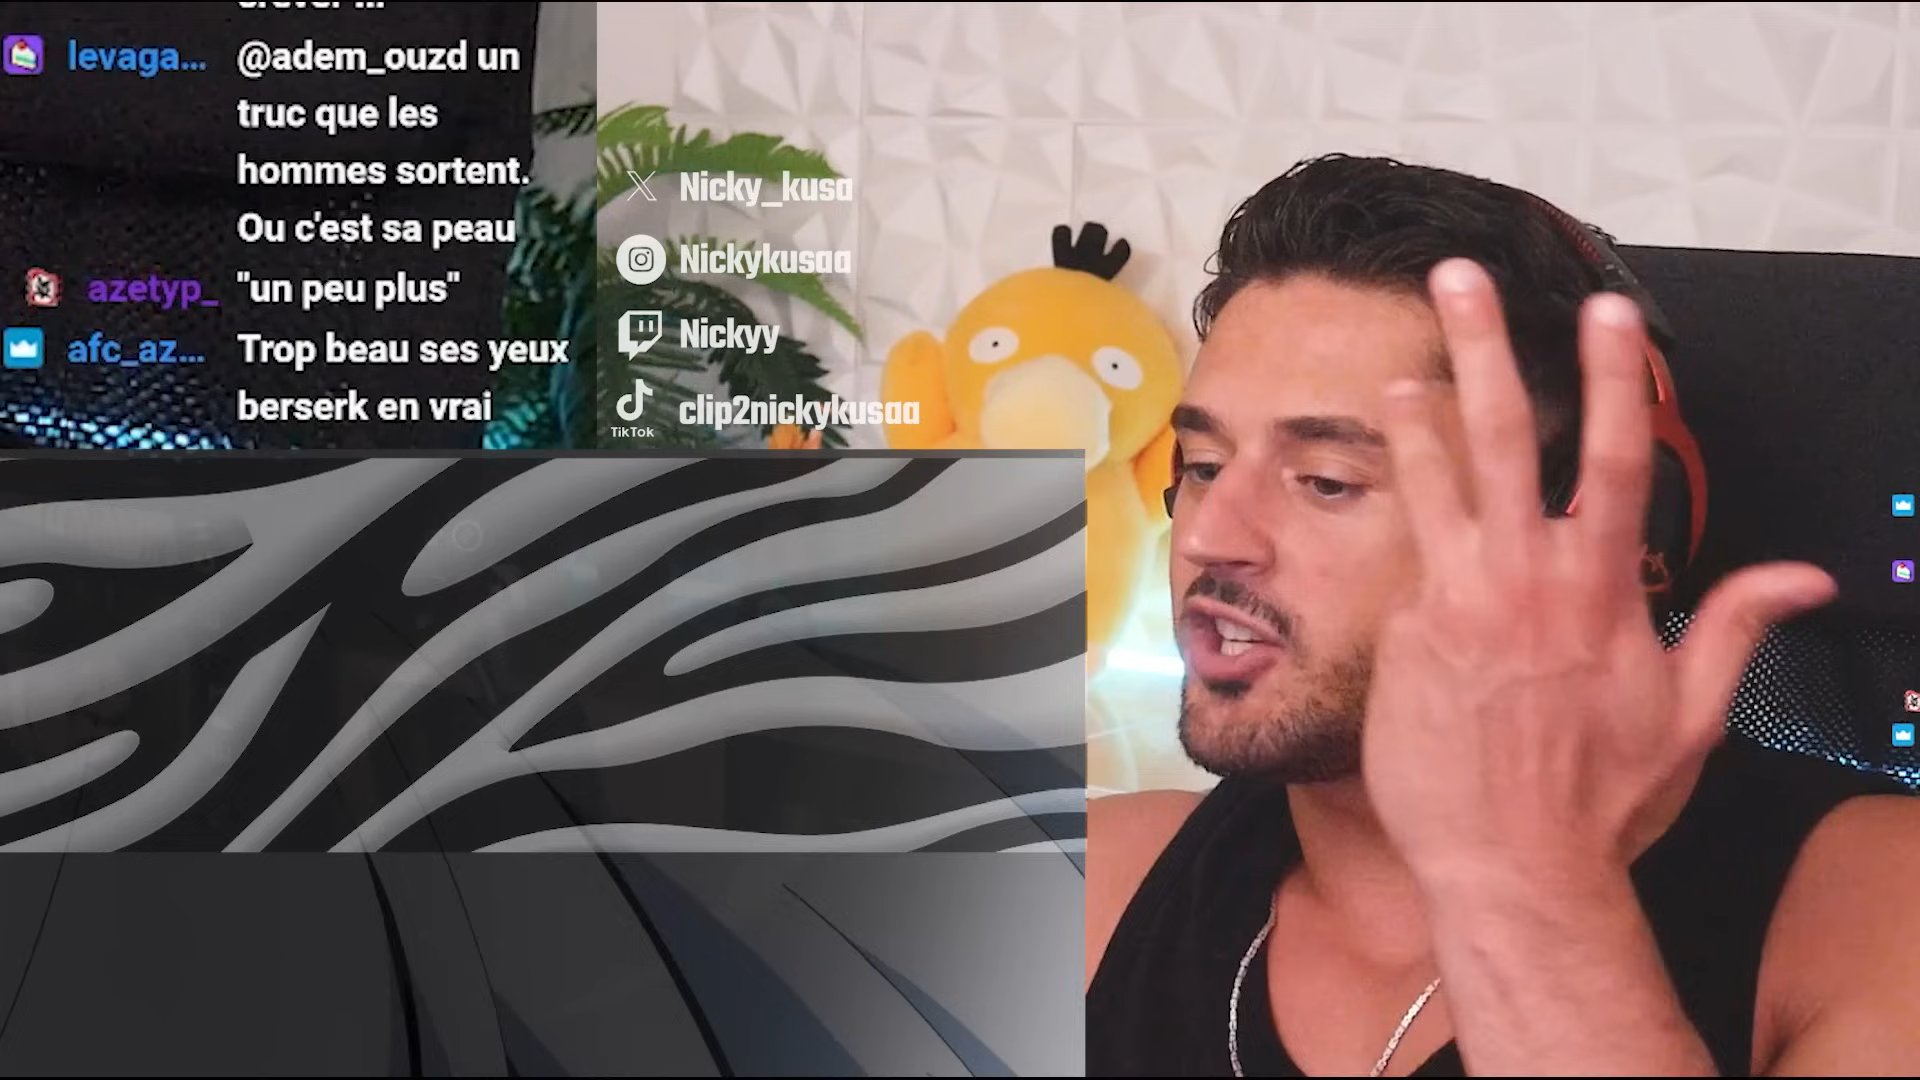 levaga... @adem_ouzd un
truc que les
hommes sortent.
Ou c'est sa peau
azetyp_ "un peu plus"
afc_az... Trop beau ses yeux
berserk en vrai
Nicky_kusa
Nickykusaa
Nickyy
TikTok
clip2nickykusaa